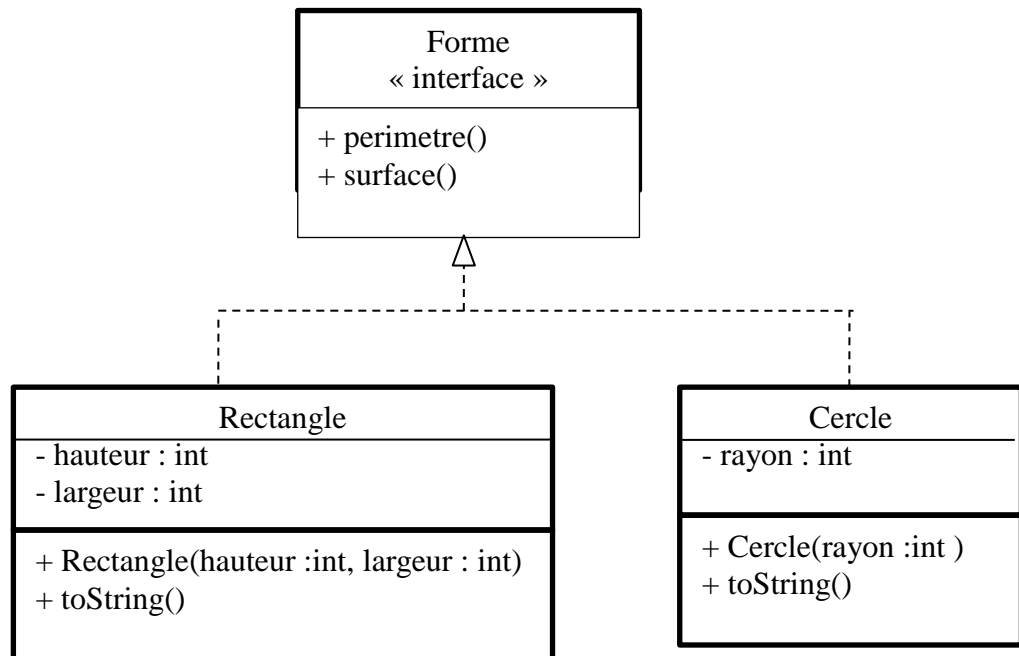 Forme
« interface »
+ perimetre()
+ surface()
Rectangle
- hauteur : int
- largeur : int
+ Rectangle(hauteur :int, largeur : int)
+ toString()
Cercle
- rayon : int
+ Cercle(rayon :int )
+ toString()